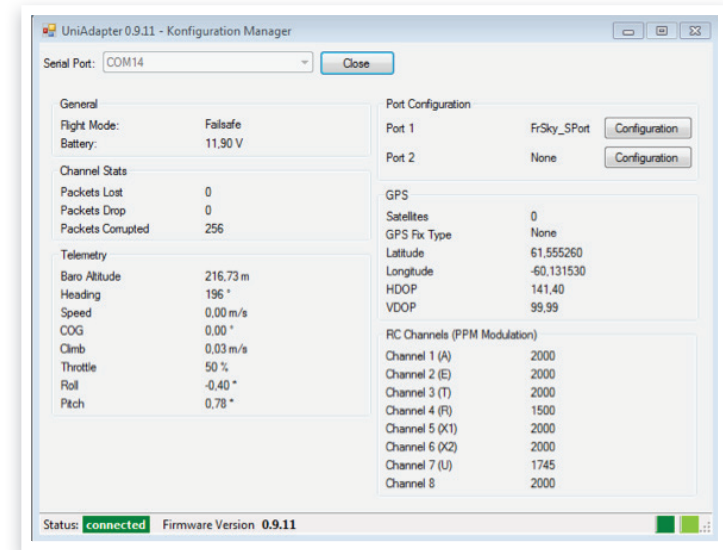 UniAdapter 0.9.11 - Konfiguration Manager
Serial Port: COM14 Close
General
Flight Mode: Failsafe
Battery: 11,90 V
Channel Stats
Packets Lost 0
Packets Drop 0
Packets Corrupted 256
Telemetry
Baro Altitude 216,73 m
Heading 196 °
Speed 0,00 m/s
COG 0,00 °
Climb 0,03 m/s
Throttle 50 %
Roll -0,40 °
Pitch 0,78 °
Port Configuration
Port 1 FrSky_SPort Configuration
Port 2 None Configuration
GPS
Satellites 0
GPS Fix Type None
Latitude 61,555260
Longitude -60,131530
HDOP 141,40
VDOP 99,99
RC Channels (PPM Modulation)
Channel 1 (A) 2000
Channel 2 (E) 2000
Channel 3 (T) 2000
Channel 4 (R) 1500
Channel 5 (X1) 2000
Channel 6 (X2) 2000
Channel 7 (U) 1745
Channel 8 2000
Status: connected Firmware Version 0.9.11